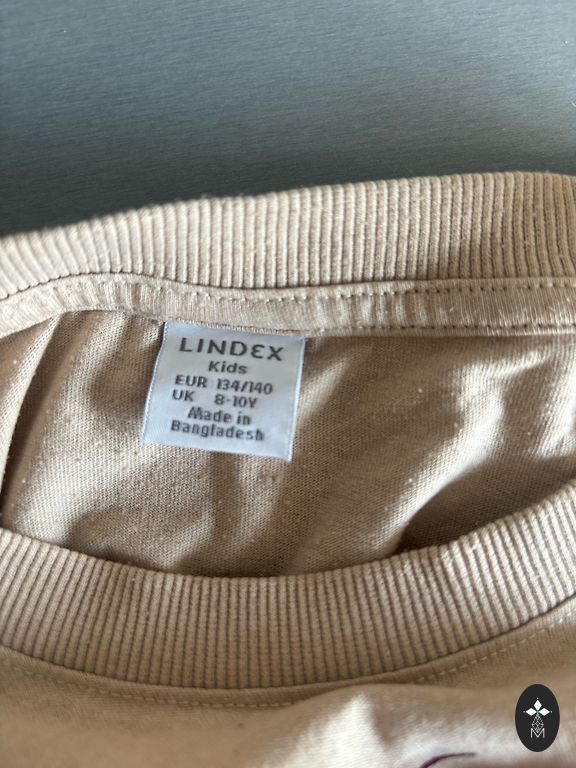 LINDEX
Kids
EUR 134/140
UK 8-10Y
Made in
Bangladesh